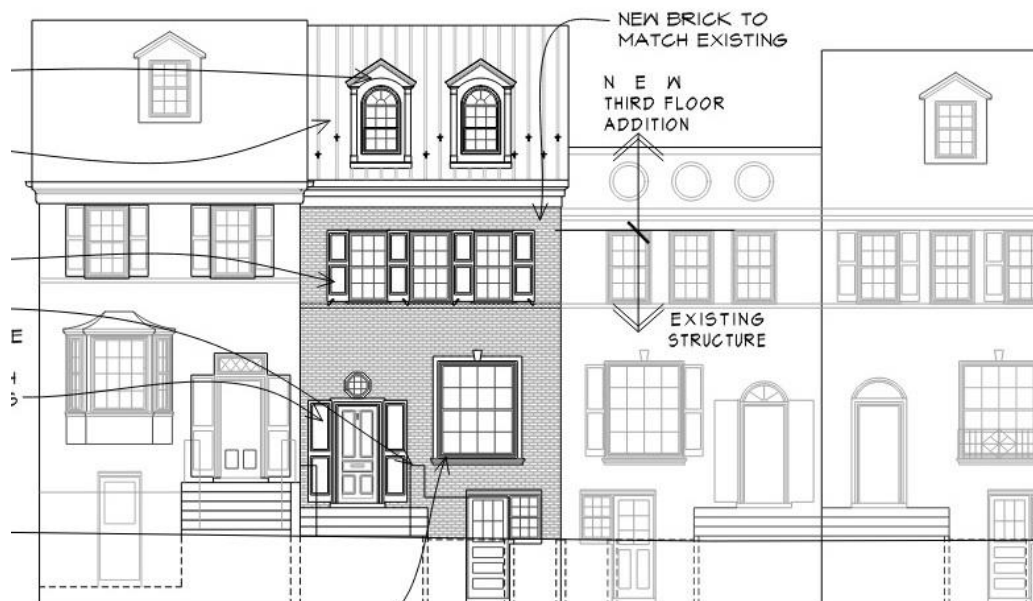 NEW BRICK TO
MATCH EXISTING
N E W
THIRD FLOOR
ADDITION
EXISTING
STRUCTURE
E
H
S